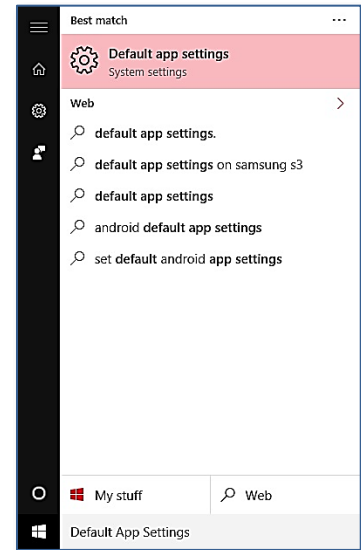 Best match
Default app settings
System settings
Web
default app settings.
default app settings on samsung s3
default app settings
android default app settings
set default android app settings
My stuff
Web
Default App Settings